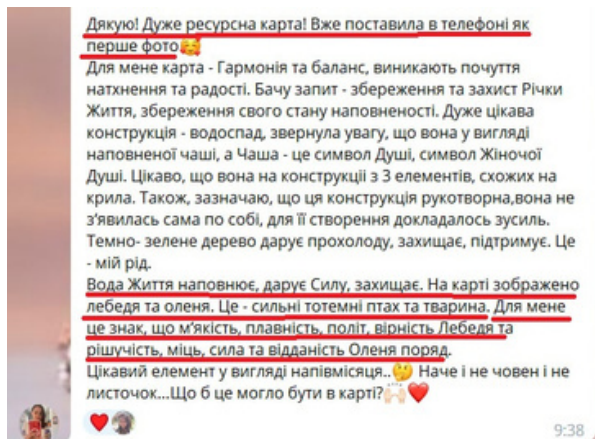 Дякую! Дуже ресурсна карта! Вже поставила в телефоні як
перше фото🥰
Для мене карта - Гармонія та баланс, виникають почуття
натхнення та радості. Бачу запит - збереження та захист Річки
Життя, збереження свого стану наповненості. Дуже цікава
конструкція - водоспад, звернула увагу, що вона у вигляді
наповненої чаші, а Чаша - це символ Душі, символ Жіночої
Душі. Цікаво, що вона на конструкціі з 3 елементів, схожих на
крила. Також, зазначаю, що ця конструкція рукотворна,вона не
з'явилась сама по собі, для її створення докладалось зусиль.
Темно- зелене дерево дарує прохолоду, захищає, підтримує. Це
- мій рід.
Вода Життя наповнює, дарує Силу, захищає. На карті зображено
лебедя та оленя. Це - сильні тотемні птах та тварина. Для мене
це знак, що м'якість, плавність, політ, вірність Лебедя та
рішучість, міць, сила та відданість Оленя поряд.
Цікавий елемент у вигляді напівмісяця..🤔 Наче і не човен і не
листочок...Що б це могло бути в карті?🙌🏻❤️
9:38